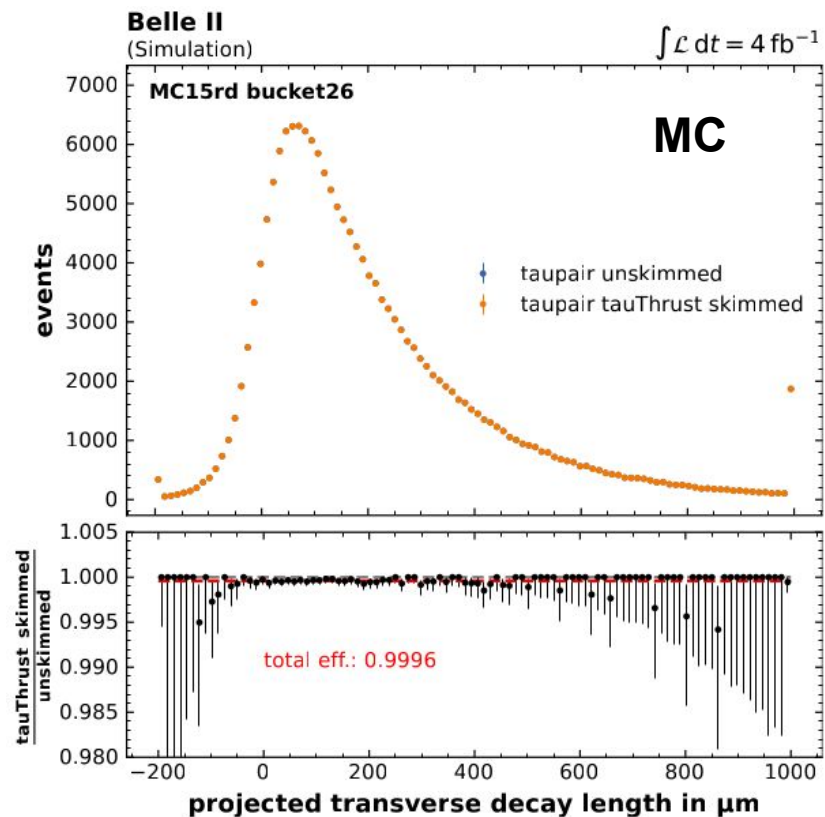 Belle II
(Simulation)
∫ℒ dt = 4 fb⁻¹
MC15rd bucket26
MC
7000
6000
5000
4000
3000
2000
1000
0
events
taupair unskimmed
taupair tauThrust skimmed
1.005
1.000
0.995
0.990
0.985
0.980
tauThrust skimmed
unskimmed
total eff.: 0.9996
−200 0 200 400 600 800 1000
projected transverse decay length in μm